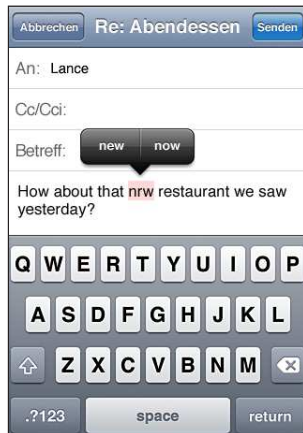 Abbrechen Re: Abendessen Senden
An: Lance
Cc/Cci:
Betreff:
new now
How about that nrw restaurant we saw
yesterday?
Q W E R T Y U I O P
A S D F G H J K L
Z X C V B N M
.?123 space return